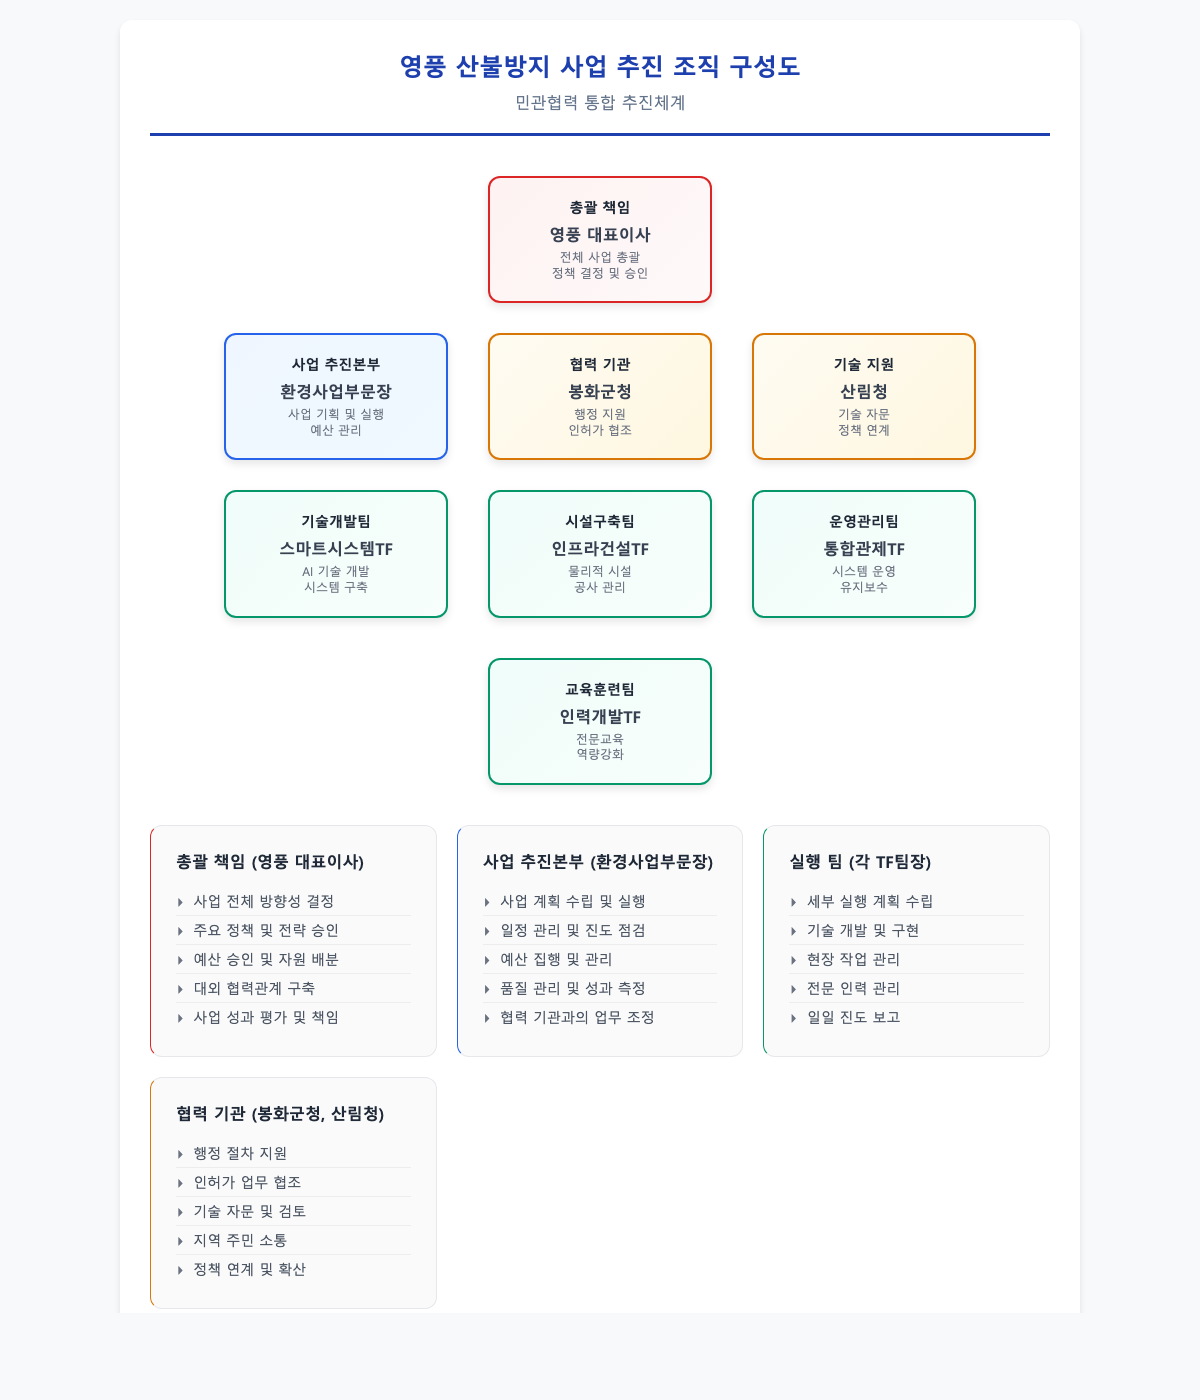 영풍 산불방지 사업 추진 조직 구성도
민관협력 통합 추진체계
총괄 책임
영풍 대표이사
전체 사업 총괄
정책 결정 및 승인
사업 추진본부
환경사업부문장
사업 기획 및 실행
예산 관리
협력 기관
봉화군청
행정 지원
인허가 협조
기술 지원
산림청
기술 자문
정책 연계
기술개발팀
스마트시스템TF
AI 기술 개발
시스템 구축
시설구축팀
인프라건설TF
물리적 시설
공사 관리
운영관리팀
통합관제TF
시스템 운영
유지보수
교육훈련팀
인력개발TF
전문교육
역량강화
총괄 책임 (영풍 대표이사)
사업 전체 방향성 결정
주요 정책 및 전략 승인
예산 승인 및 자원 배분
대외 협력관계 구축
사업 성과 평가 및 책임
사업 추진본부 (환경사업부문장)
사업 계획 수립 및 실행
일정 관리 및 진도 점검
예산 집행 및 관리
품질 관리 및 성과 측정
협력 기관과의 업무 조정
실행 팀 (각 TF팀장)
세부 실행 계획 수립
기술 개발 및 구현
현장 작업 관리
전문 인력 관리
일일 진도 보고
협력 기관 (봉화군청, 산림청)
행정 절차 지원
인허가 업무 협조
기술 자문 및 검토
지역 주민 소통
정책 연계 및 확산